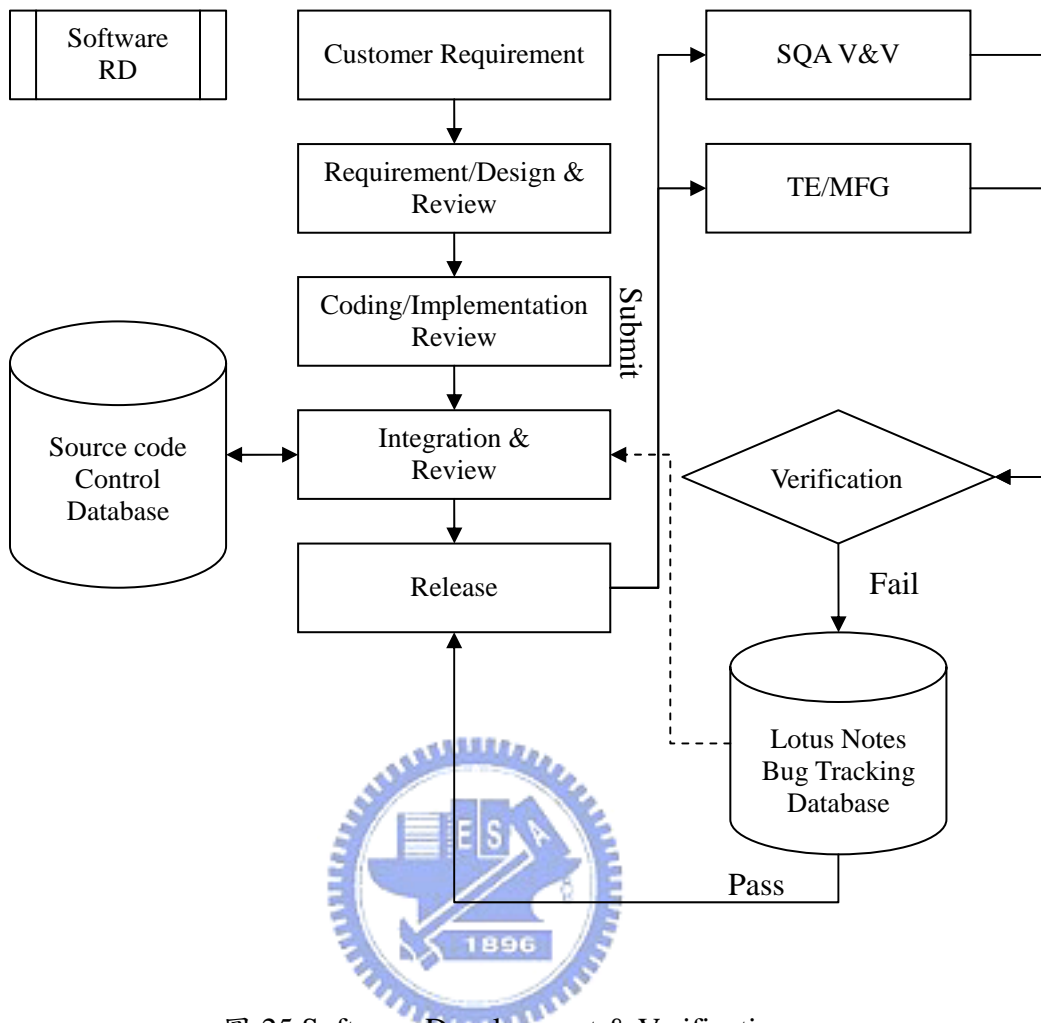 Software
RD
Customer Requirement
SQA V&V
Requirement/Design &
Review
TE/MFG
Coding/Implementation
Review
Submit
Source code
Control
Database
Integration &
Review
Verification
Release
Fail
Lotus Notes
Bug Tracking
Database
Pass
E S A
1896
圖 25 Software Development & Verification